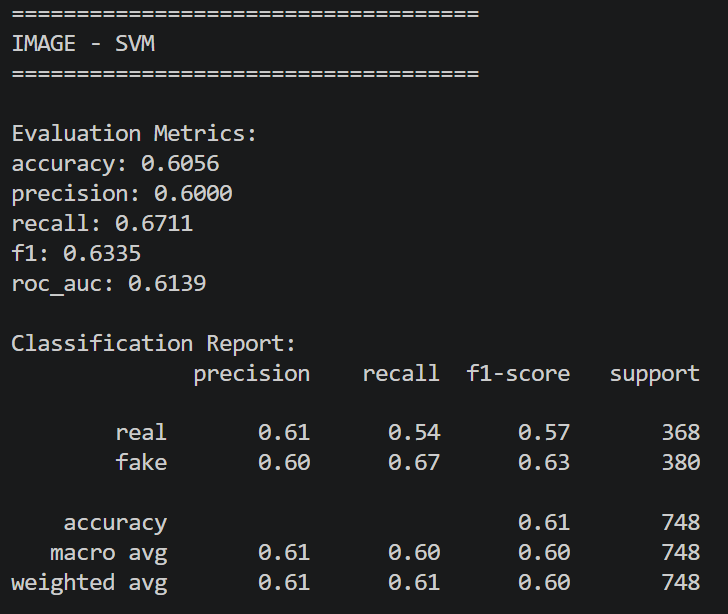 ====================================
IMAGE - SVM
====================================
Evaluation Metrics:
accuracy: 0.6056
precision: 0.6000
recall: 0.6711
f1: 0.6335
roc_auc: 0.6139
Classification Report:
              precision    recall  f1-score   support
        real       0.61      0.54      0.57       368
        fake       0.60      0.67      0.63       380
    accuracy                           0.61       748
   macro avg       0.61      0.60      0.60       748
weighted avg       0.61      0.61      0.60       748